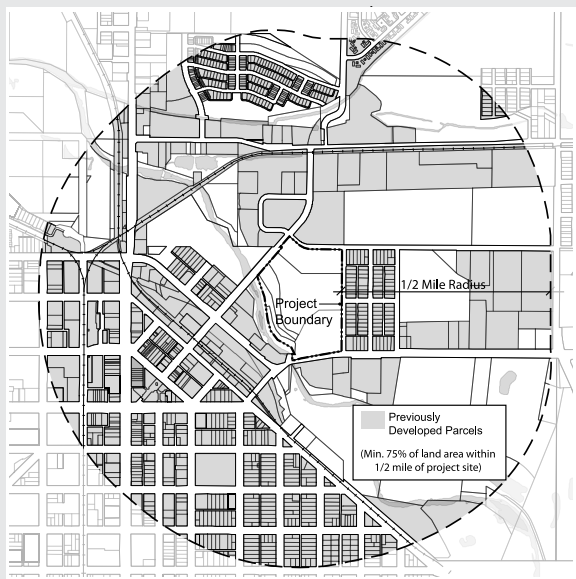 1/2 Mile Radius
Project
Boundary
Previously
Developed Parcels
(Min. 75% of land area within
1/2 mile of project site)